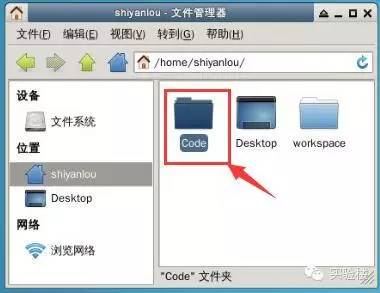 shiyanlou - 文件管理器
文件(F) 编辑(E) 视图(V) 转到(G) 帮助(H)
/home/shiyanlou/
设备
文件系统
位置
shiyanlou
Desktop
网络
浏览网络
Code
Desktop
workspace
"Code" 文件夹
实验楼